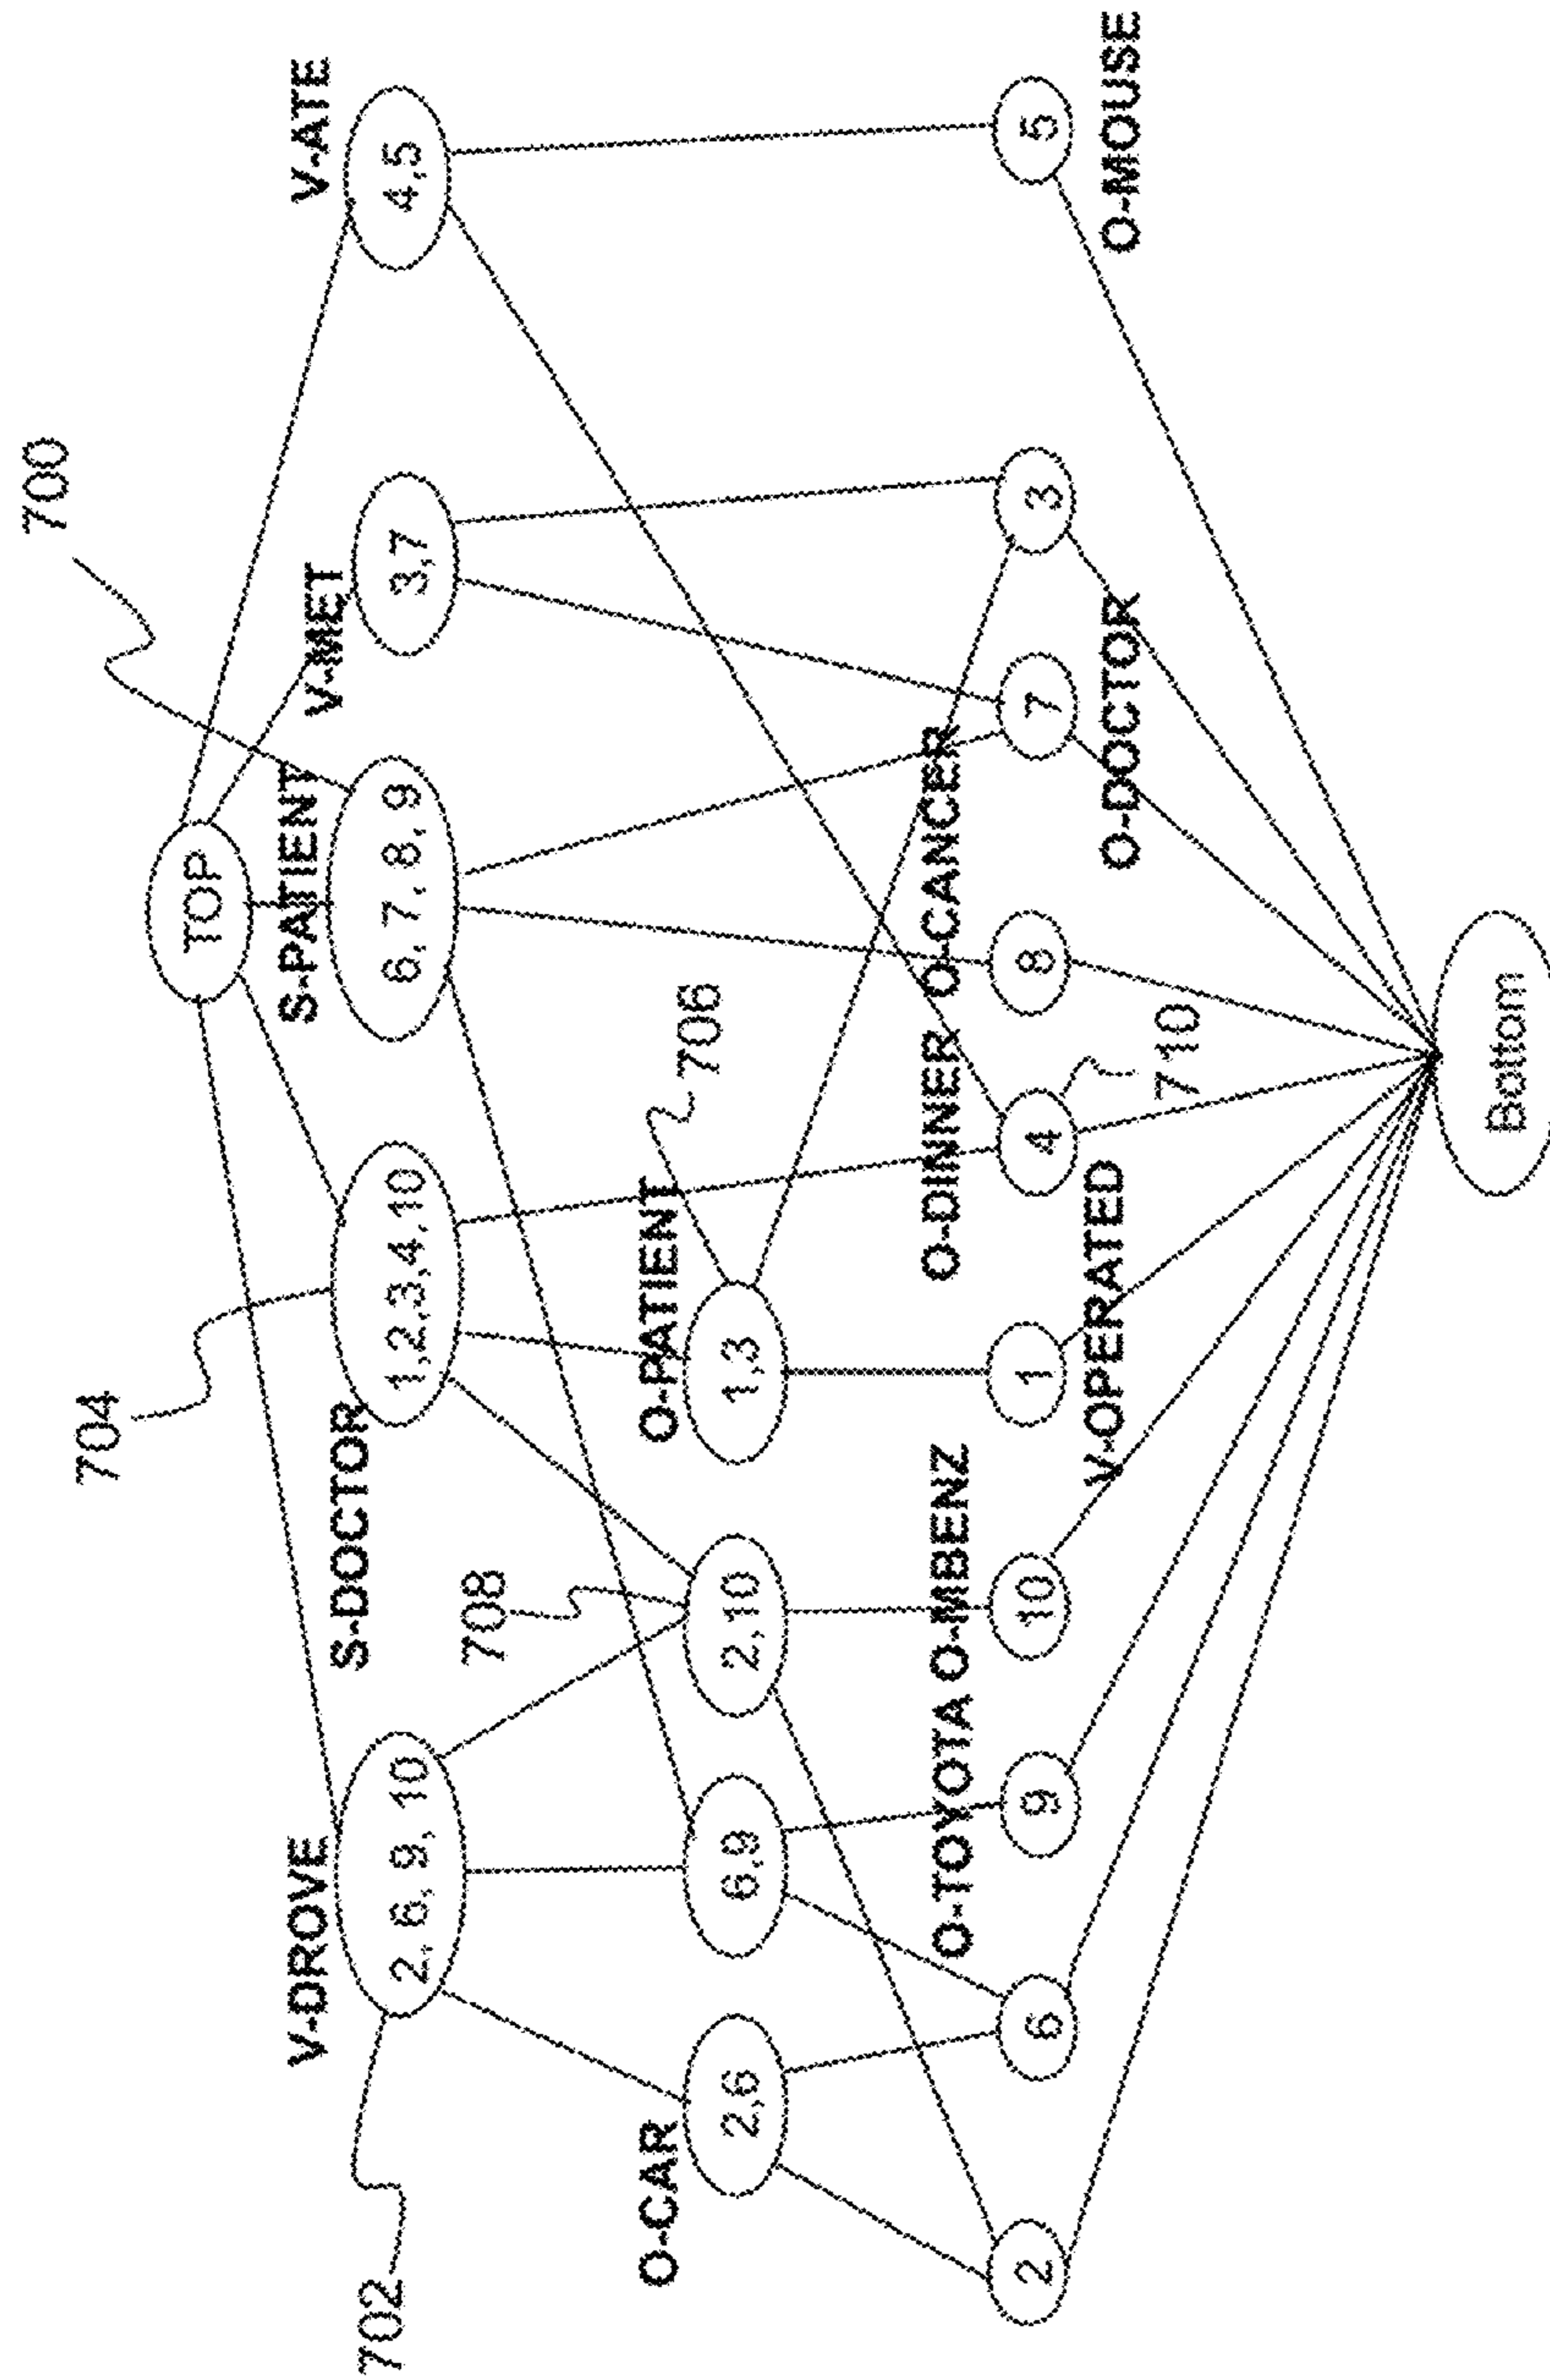 700
TOP
704
V-DROVE
S-DOCTOR
S-PATIENT
V-MET
V-ATE
702
2, 6, 9, 10
1,2,3,4,10
6, 7, 8, 9
3,7
4,5
708
706
O-CAR
O-PATIENT
2,6
6,9
2,10
1,3
O-TOYOTA O-MBENZ
O-DINNER O-CANCER
2
6
9
10
1
4
8
7
3
5
V-OPERATED
O-DOCTOR
O-MOUSE
710
Bottom